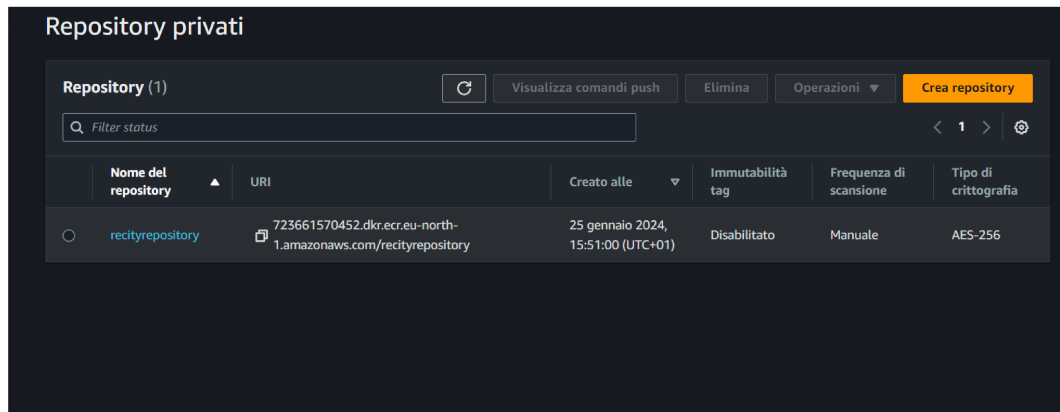 Repository privati
Repository (1)
Visualizza comandi push
Elimina
Operazioni
Crea repository
Filter status
1
Nome del
repository
URI
Creato alle
Immutabilità
tag
Frequenza di
scansione
Tipo di
crittografia
recityrepository
723661570452.dkr.ecr.eu-north-
1.amazonaws.com/recityrepository
25 gennaio 2024,
15:51:00 (UTC+01)
Disabilitato
Manuale
AES-256